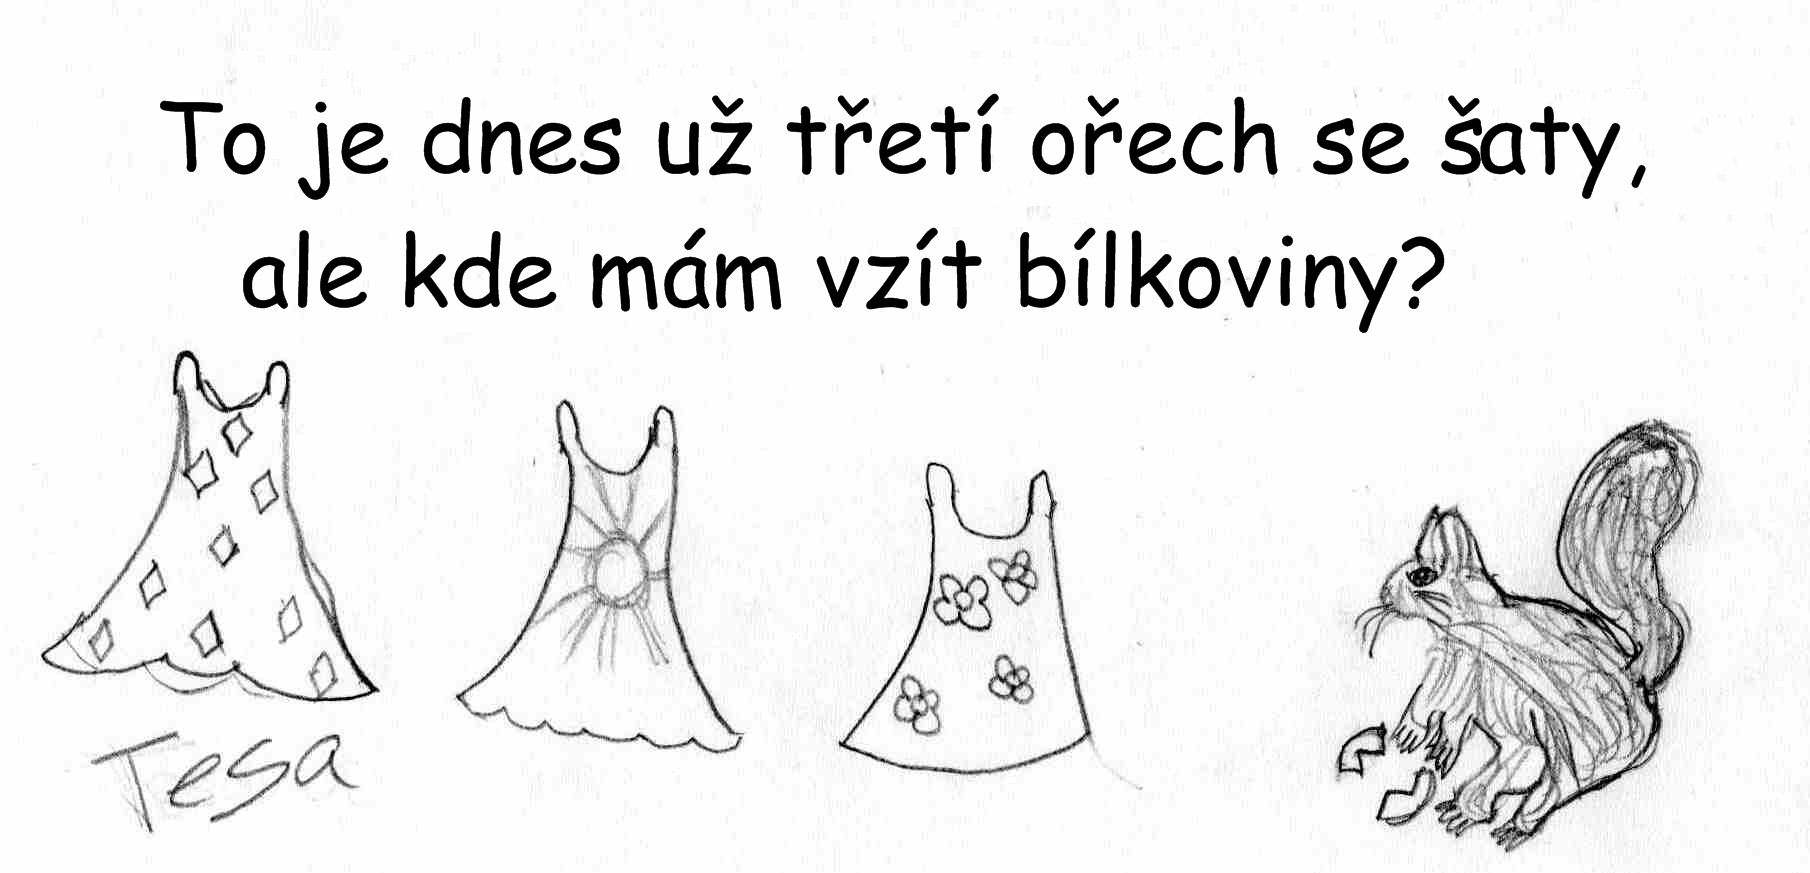 To je dnes už třetí ořech se šaty,
ale kde mám vzít bílkoviny?
Tesa